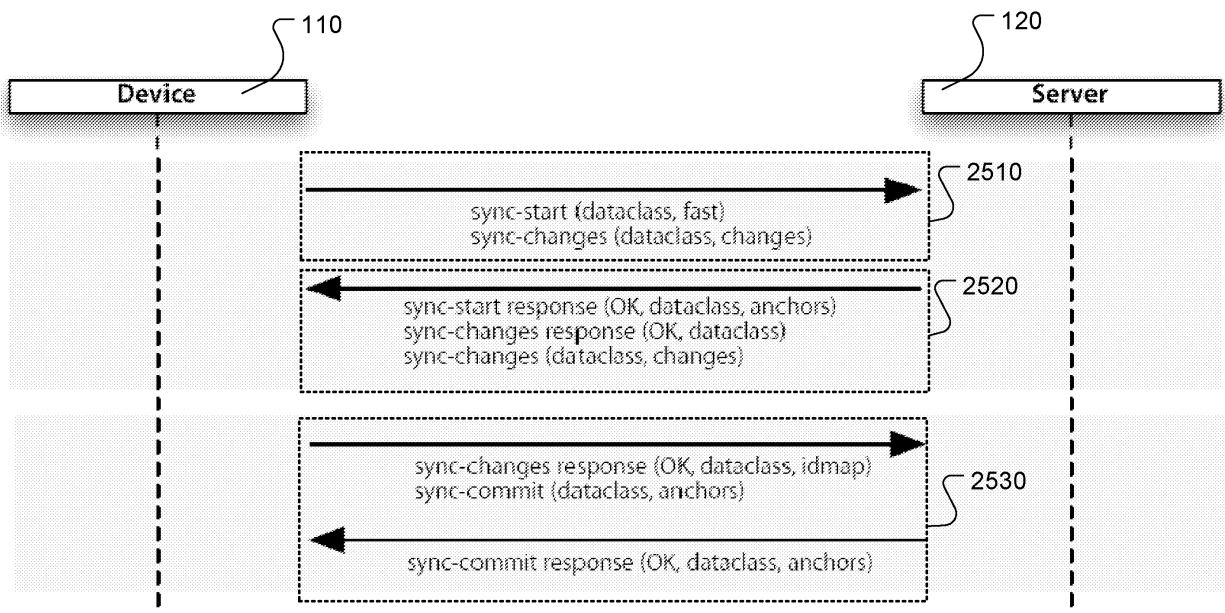 110
120
Device
Server
2510
sync-start (dataclass, fast)
sync-changes (dataclass, changes)
2520
sync-start response (OK, dataclass, anchors)
sync-changes response (OK, dataclass)
sync-changes (dataclass, changes)
sync-changes response (OK, dataclass, idmap)
sync-commit (dataclass, anchors)
2530
sync-commit response (OK, dataclass, anchors)